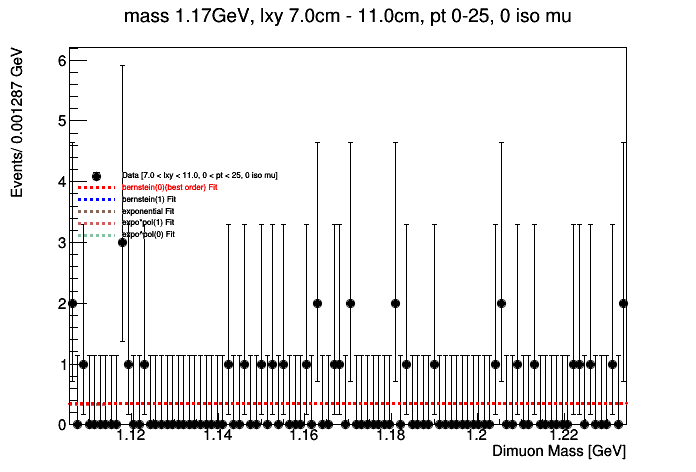 mass 1.17GeV, lxy 7.0cm - 11.0cm, pt 0-25, 0 iso mu
Events/ 0.001287 GeV
6
5
4
3
2
1
0
Data [7.0 < lxy < 11.0, 0 < pt < 25, 0 iso mu]
bernstein(0)(best order) Fit
bernstein(1) Fit
exponential Fit
expo*pol(1) Fit
expo*pol(0) Fit
1.12 1.14 1.16 1.18 1.2 1.22
Dimuon Mass [GeV]